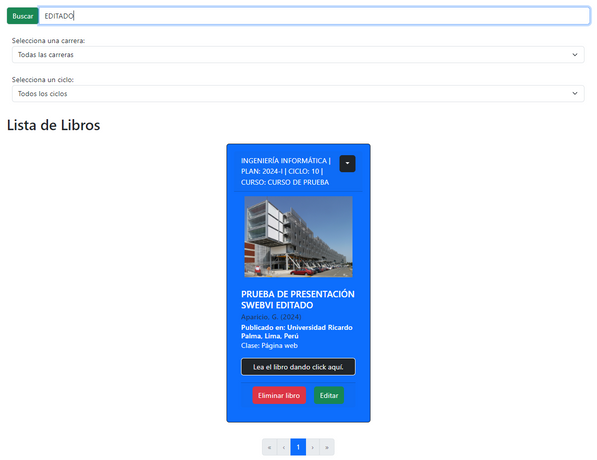 Buscar EDITADO
Selecciona una carrera:
Todas las carreras
Selecciona un ciclo:
Todos los ciclos
Lista de Libros
INGENIERÍA INFORMÁTICA |
PLAN: 2024-I | CICLO: 10 |
CURSO: CURSO DE PRUEBA
PRUEBA DE PRESENTACIÓN
SWEBVI EDITADO
Aparicio, G. (2024)
Publicado en: Universidad Ricardo
Palma, Lima, Perú
Clase: Página web
Lea el libro dando click aquí.
Eliminar libro Editar
« ‹ 1 › »